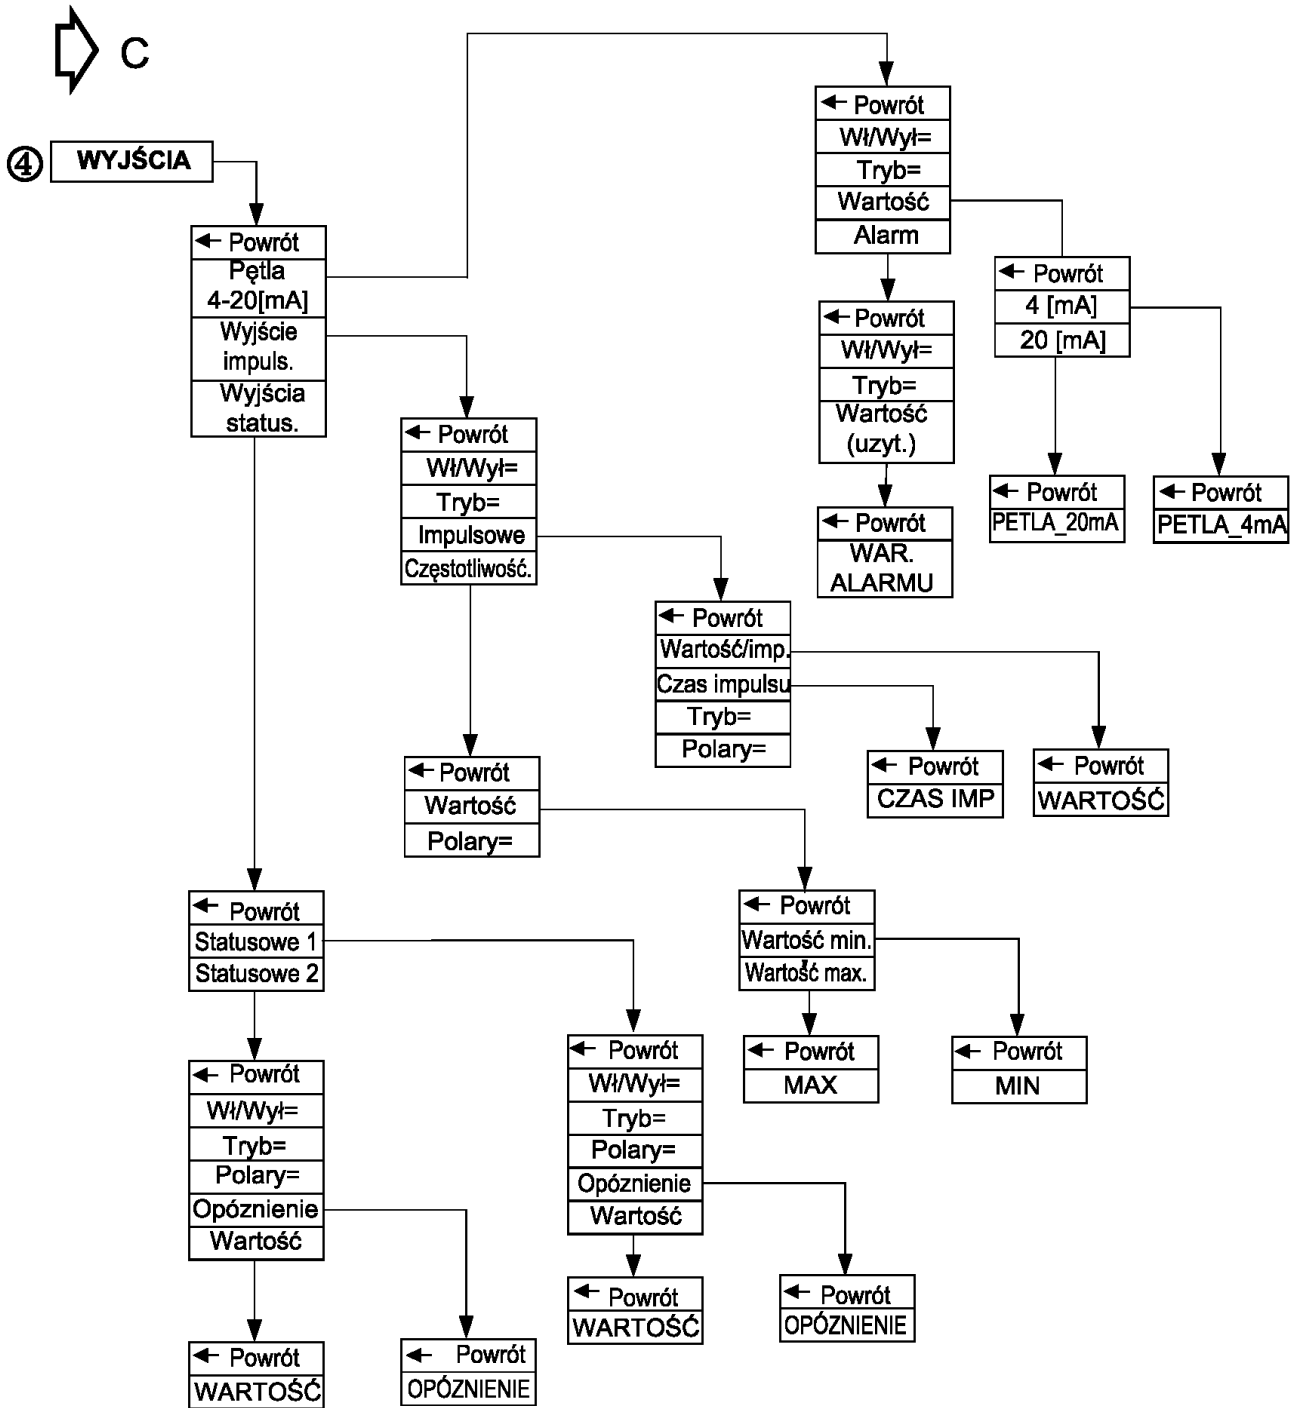 C
④ WYJŚCIA
← Powrót
Pętla
4-20[mA]
Wyjście
impuls.
Wyjścia
status.
← Powrót
Wł/Wył=
Tryb=
Wartość
Alarm
← Powrót
4 [mA]
20 [mA]
← Powrót
Wł/Wył=
Tryb=
Wartość
(uzyt.)
← Powrót
PETLA_20mA
← Powrót
PETLA_4mA
← Powrót
WAR.
ALARMU
← Powrót
Wł/Wył=
Tryb=
Impulsowe
Częstotliwość.
← Powrót
Wartość/imp.
Czas impulsu
Tryb=
Polary=
← Powrót
CZAS IMP
← Powrót
WARTOŚĆ
← Powrót
Wartość
Polary=
← Powrót
Wartość min.
Wartość max.
← Powrót
MAX
← Powrót
MIN
← Powrót
Statusowe 1
Statusowe 2
← Powrót
Wł/Wył=
Tryb=
Polary=
Opóznienie
Wartość
← Powrót
WARTOŚĆ
← Powrót
OPÓZNIENIE
← Powrót
Wł/Wył=
Tryb=
Polary=
Opóznienie
Wartość
← Powrót
WARTOŚĆ
← Powrót
OPÓZNIENIE